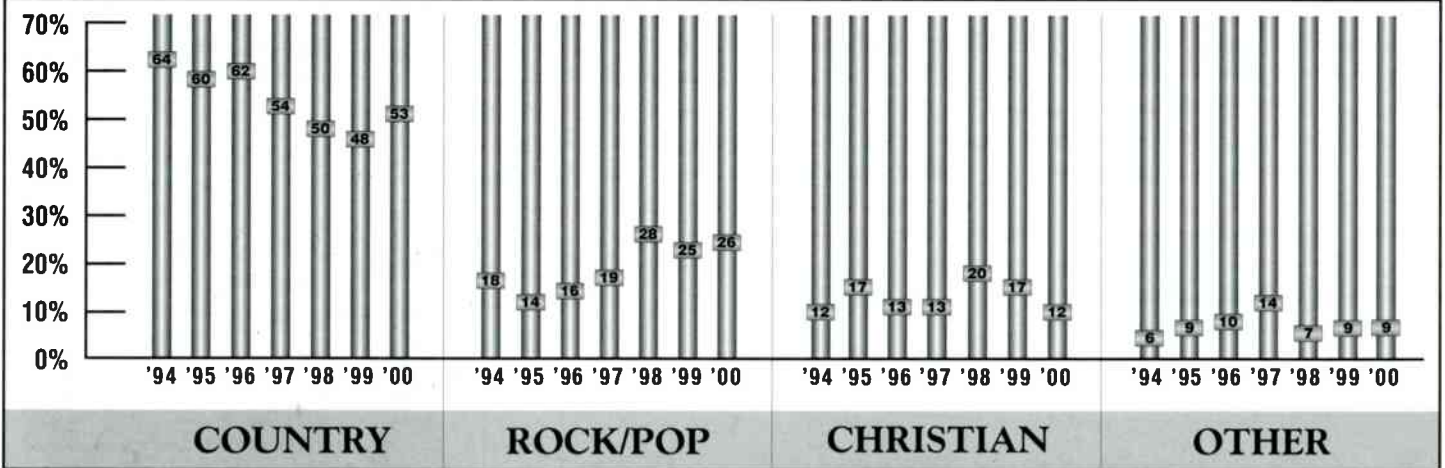 70%
60%
50%
40%
30%
20%
10%
0%
64 60 62 54 50 48 53
18 14 16 19 28 25 26
12 17 13 13 20 17 12
6 9 10 14 7 9 9
'94 '95 '96 '97 '98 '99 '00 '94 '95 '96 '97 '98 '99 '00 '94 '95 '96 '97 '98 '99 '00 '94 '95 '96 '97 '98 '99 '00
COUNTRY ROCK/POP CHRISTIAN OTHER